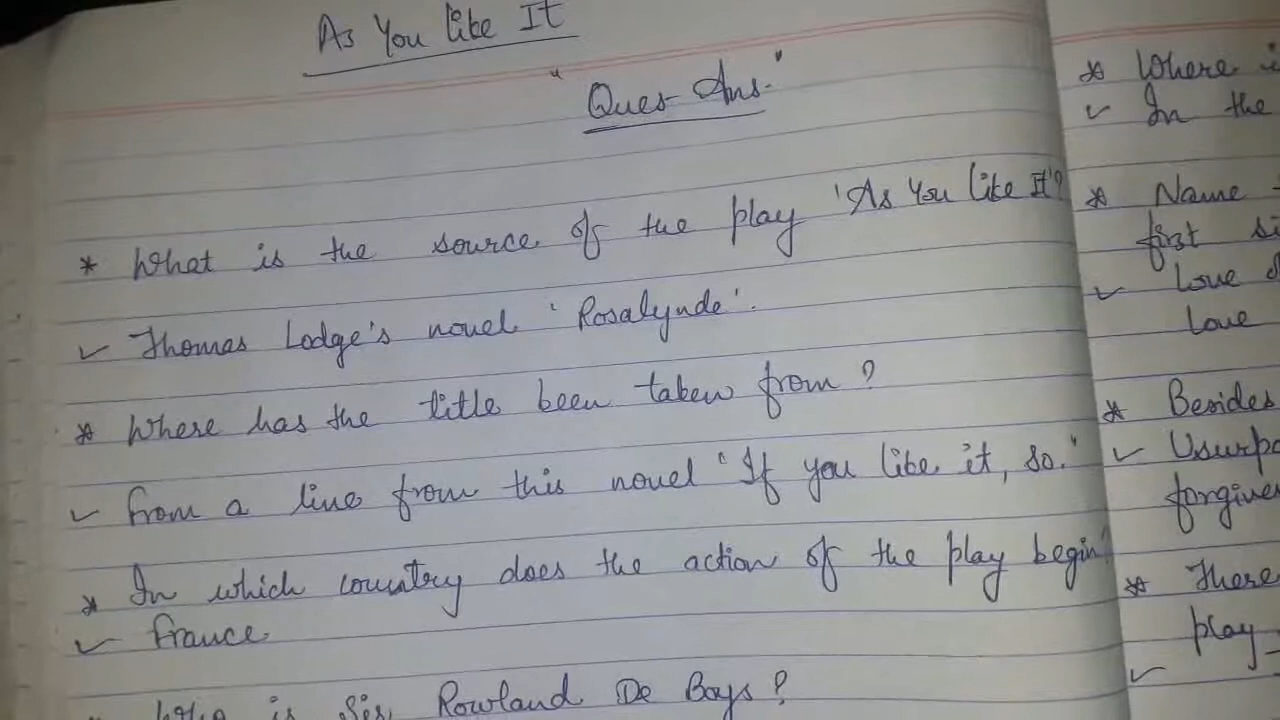 As You like It
"Ques- Ans."
* What is the source of the play 'As You like It'?
✓ Thomas Lodge's novel 'Rosalynde'.
* Where has the title been taken from?
✓ from a line from this novel "If you like it, so."
* In which country does the action of the play begin?
✓ france
Who is Sir Rowland De Boys?
* Where
✓ In the
* Name
first
✓ Love
love
* Besides
✓
* There
play
✓